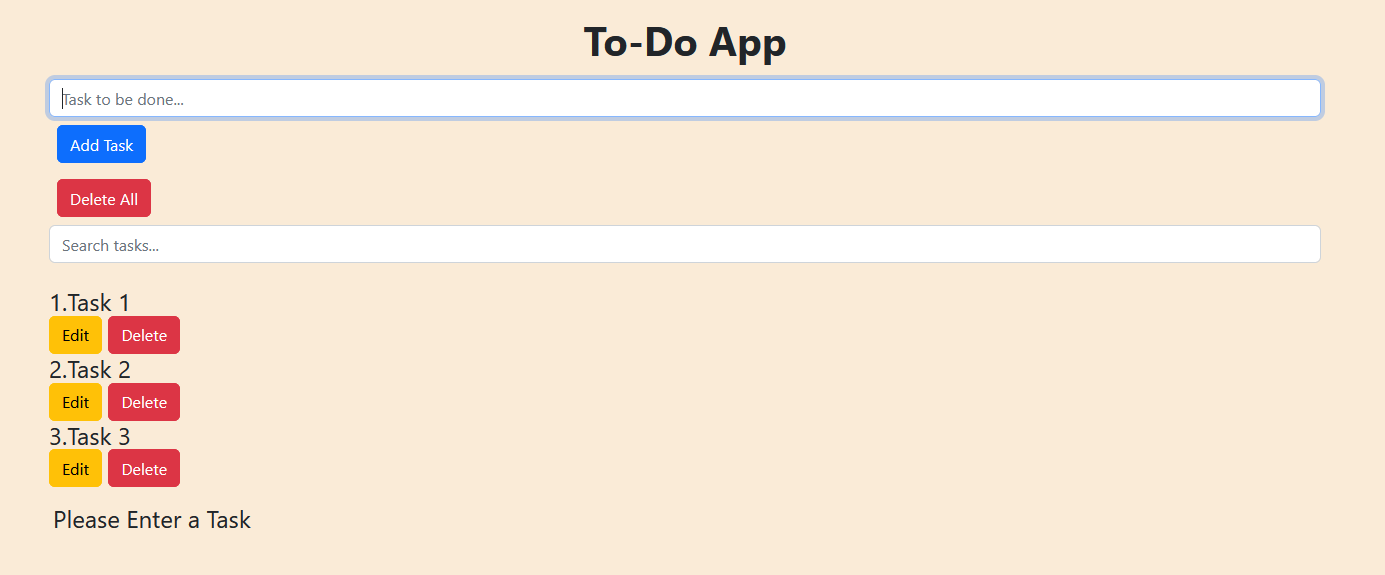 To-Do App
Task to be done...
Add Task
Delete All
Search tasks...
1.Task 1
Edit Delete
2.Task 2
Edit Delete
3.Task 3
Edit Delete
Please Enter a Task